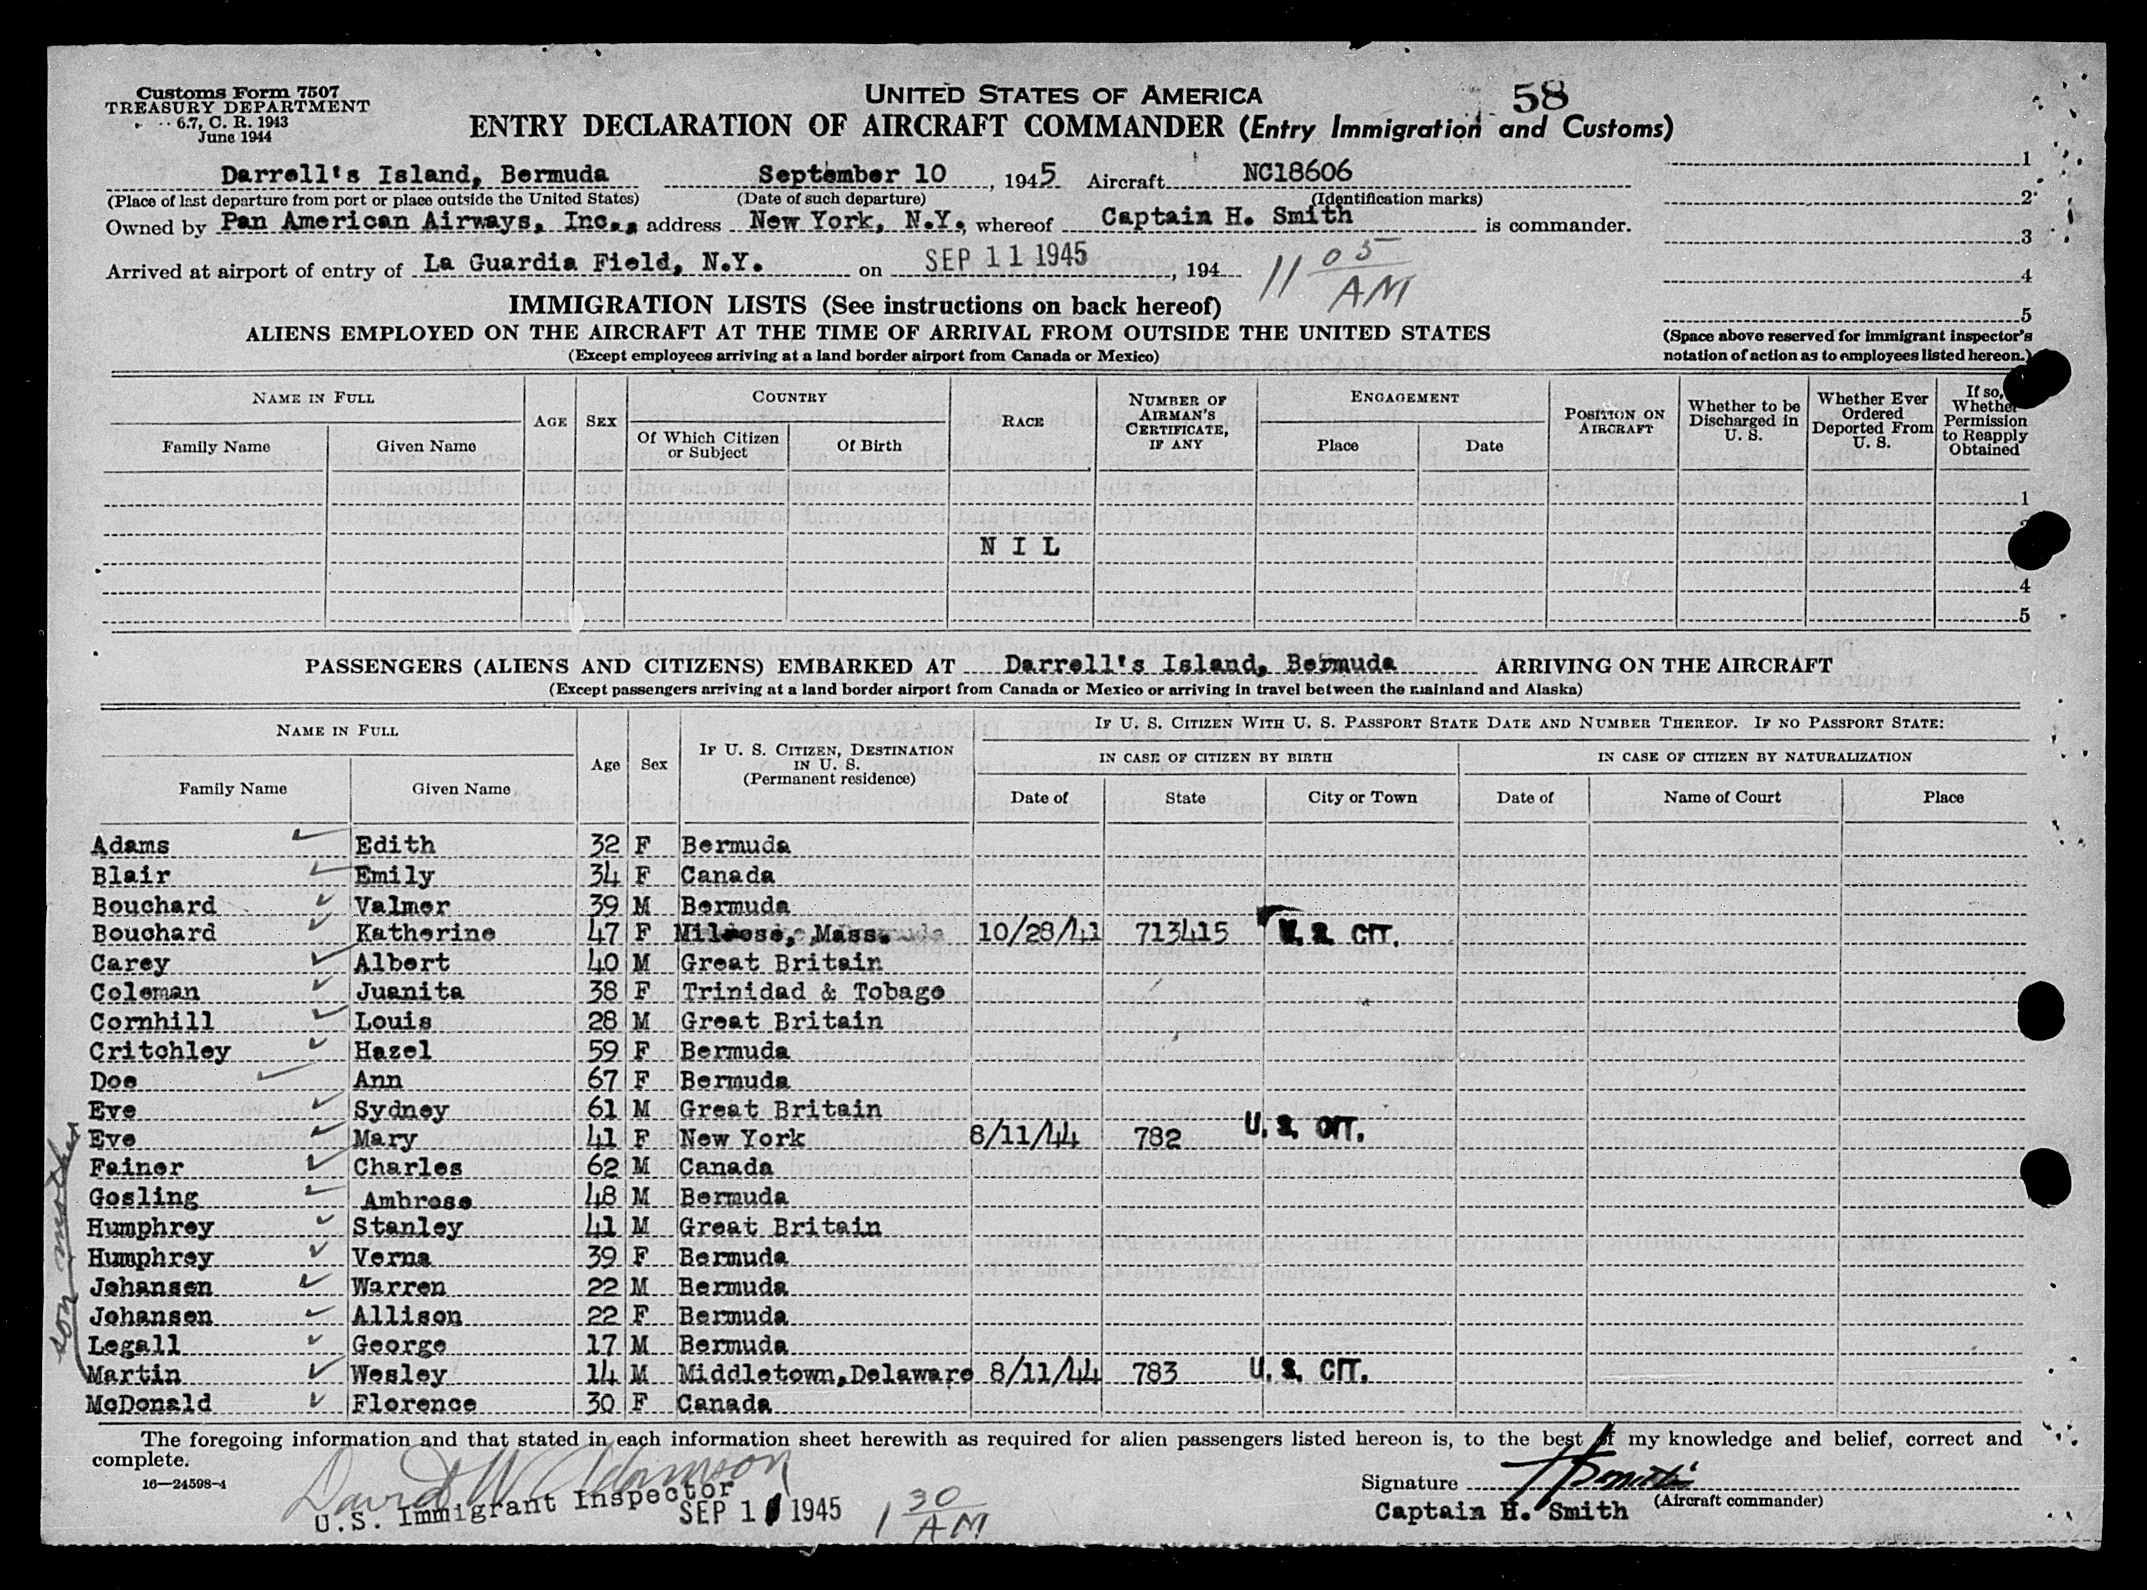 Customs Form 7507
TREASURY DEPARTMENT
6.7, C. R. 1943
June 1944
UNITED STATES OF AMERICA
58
ENTRY DECLARATION OF AIRCRAFT COMMANDER (Entry Immigration and Customs)
Darrell's Island, Bermuda September 10, 1945 Aircraft NC18606
(Place of last departure from port or place outside the United States) (Date of such departure) (Identification marks)
Owned by Pan American Airways, Inc., address New York, N.Y., whereof Captain H. Smith is commander.
Arrived at airport of entry of La Guardia Field, N.Y. on SEP 11 1945, 194 11 05 AM
1
2
3
4
5
(Space above reserved for immigrant inspector's
notation of action as to employees listed hereon.)
IMMIGRATION LISTS (See instructions on back hereof)
ALIENS EMPLOYED ON THE AIRCRAFT AT THE TIME OF ARRIVAL FROM OUTSIDE THE UNITED STATES
(Except employees arriving at a land border airport from Canada or Mexico)
NAME IN FULL
Family Name Given Name
AGE SEX
COUNTRY
Of Which Citizen or Subject Of Birth
RACE
NUMBER OF AIRMAN'S CERTIFICATE, IF ANY
ENGAGEMENT
Place Date
POSITION ON AIRCRAFT
Whether to be Discharged in U. S.
Whether Ever Ordered Deported From U. S.
If so, Whether Permission to Reapply Obtained
1
N I L
4
5
PASSENGERS (ALIENS AND CITIZENS) EMBARKED AT Darrell's Island, Bermuda ARRIVING ON THE AIRCRAFT
(Except passengers arriving at a land border airport from Canada or Mexico or arriving in travel between the mainland and Alaska)
NAME IN FULL
Family Name Given Name
Age Sex
IF U. S. CITIZEN, DESTINATION IN U. S. (Permanent residence)
IF U. S. CITIZEN WITH U. S. PASSPORT STATE DATE AND NUMBER THEREOF. IF NO PASSPORT STATE:
IN CASE OF CITIZEN BY BIRTH IN CASE OF CITIZEN BY NATURALIZATION
Date of State City or Town Date of Name of Court Place
Adams Edith 32 F Bermuda
Blair Emily 34 F Canada
Bouchard Valmer 39 M Bermuda
Bouchard Katherine 47 F Milrose, Mass. 10/28/41 713415 U. S. CIT.
Carey Albert 40 M Great Britain
Coleman Juanita 38 F Trinidad & Tobago
Cornhill Louis 28 M Great Britain
Critchley Hazel 59 F Bermuda
Doe Ann 67 F Bermuda
Eve Sydney 61 M Great Britain
Eve Mary 41 F New York 8/11/44 782 U. S. CIT.
Fainer Charles 62 M Canada
Gosling Ambrose 48 M Bermuda
Humphrey Stanley 41 M Great Britain
Humphrey Verna 39 F Bermuda
Johansen Warren 22 M Bermuda
Johansen Allison 22 F Bermuda
Legall George 17 M Bermuda
Martin Wesley 14 M Middletown, Delaware 8/11/44 783 U. S. CIT.
McDonald Florence 30 F Canada
son mother
The foregoing information and that stated in each information sheet herewith as required for alien passengers listed hereon is, to the best of my knowledge and belief, correct and
complete.
16—24598-4
David W Adamson
U.S. Immigrant Inspector
SEP 11 1945
1 30 AM
Signature H Smith
(Aircraft commander)
Captain H. Smith